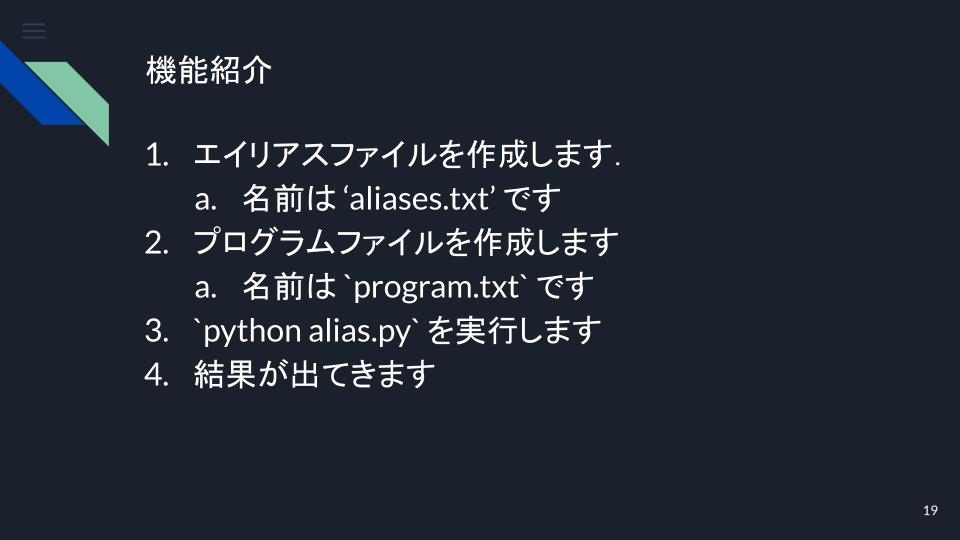 機能紹介
1. エイリアスファイルを作成します.
a. 名前は ‘aliases.txt’ です
2. プログラムファイルを作成します
a. 名前は `program.txt` です
3. `python alias.py` を実行します
4. 結果が出てきます
19